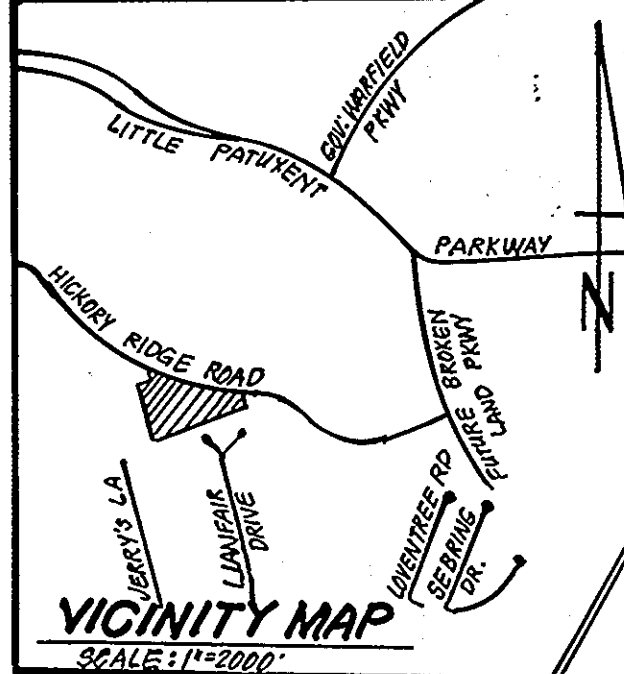 GOV. WARFIELD
PKWY
LITTLE PATUXENT
PARKWAY
HICKORY RIDGE ROAD
FUTURE BROKEN
LAND PKWY
N
JERRY'S LA
LLANFAIR
DRIVE
LOVENTREE RD
SEBRING
DR.
VICINITY MAP
SCALE: 1"=2000'